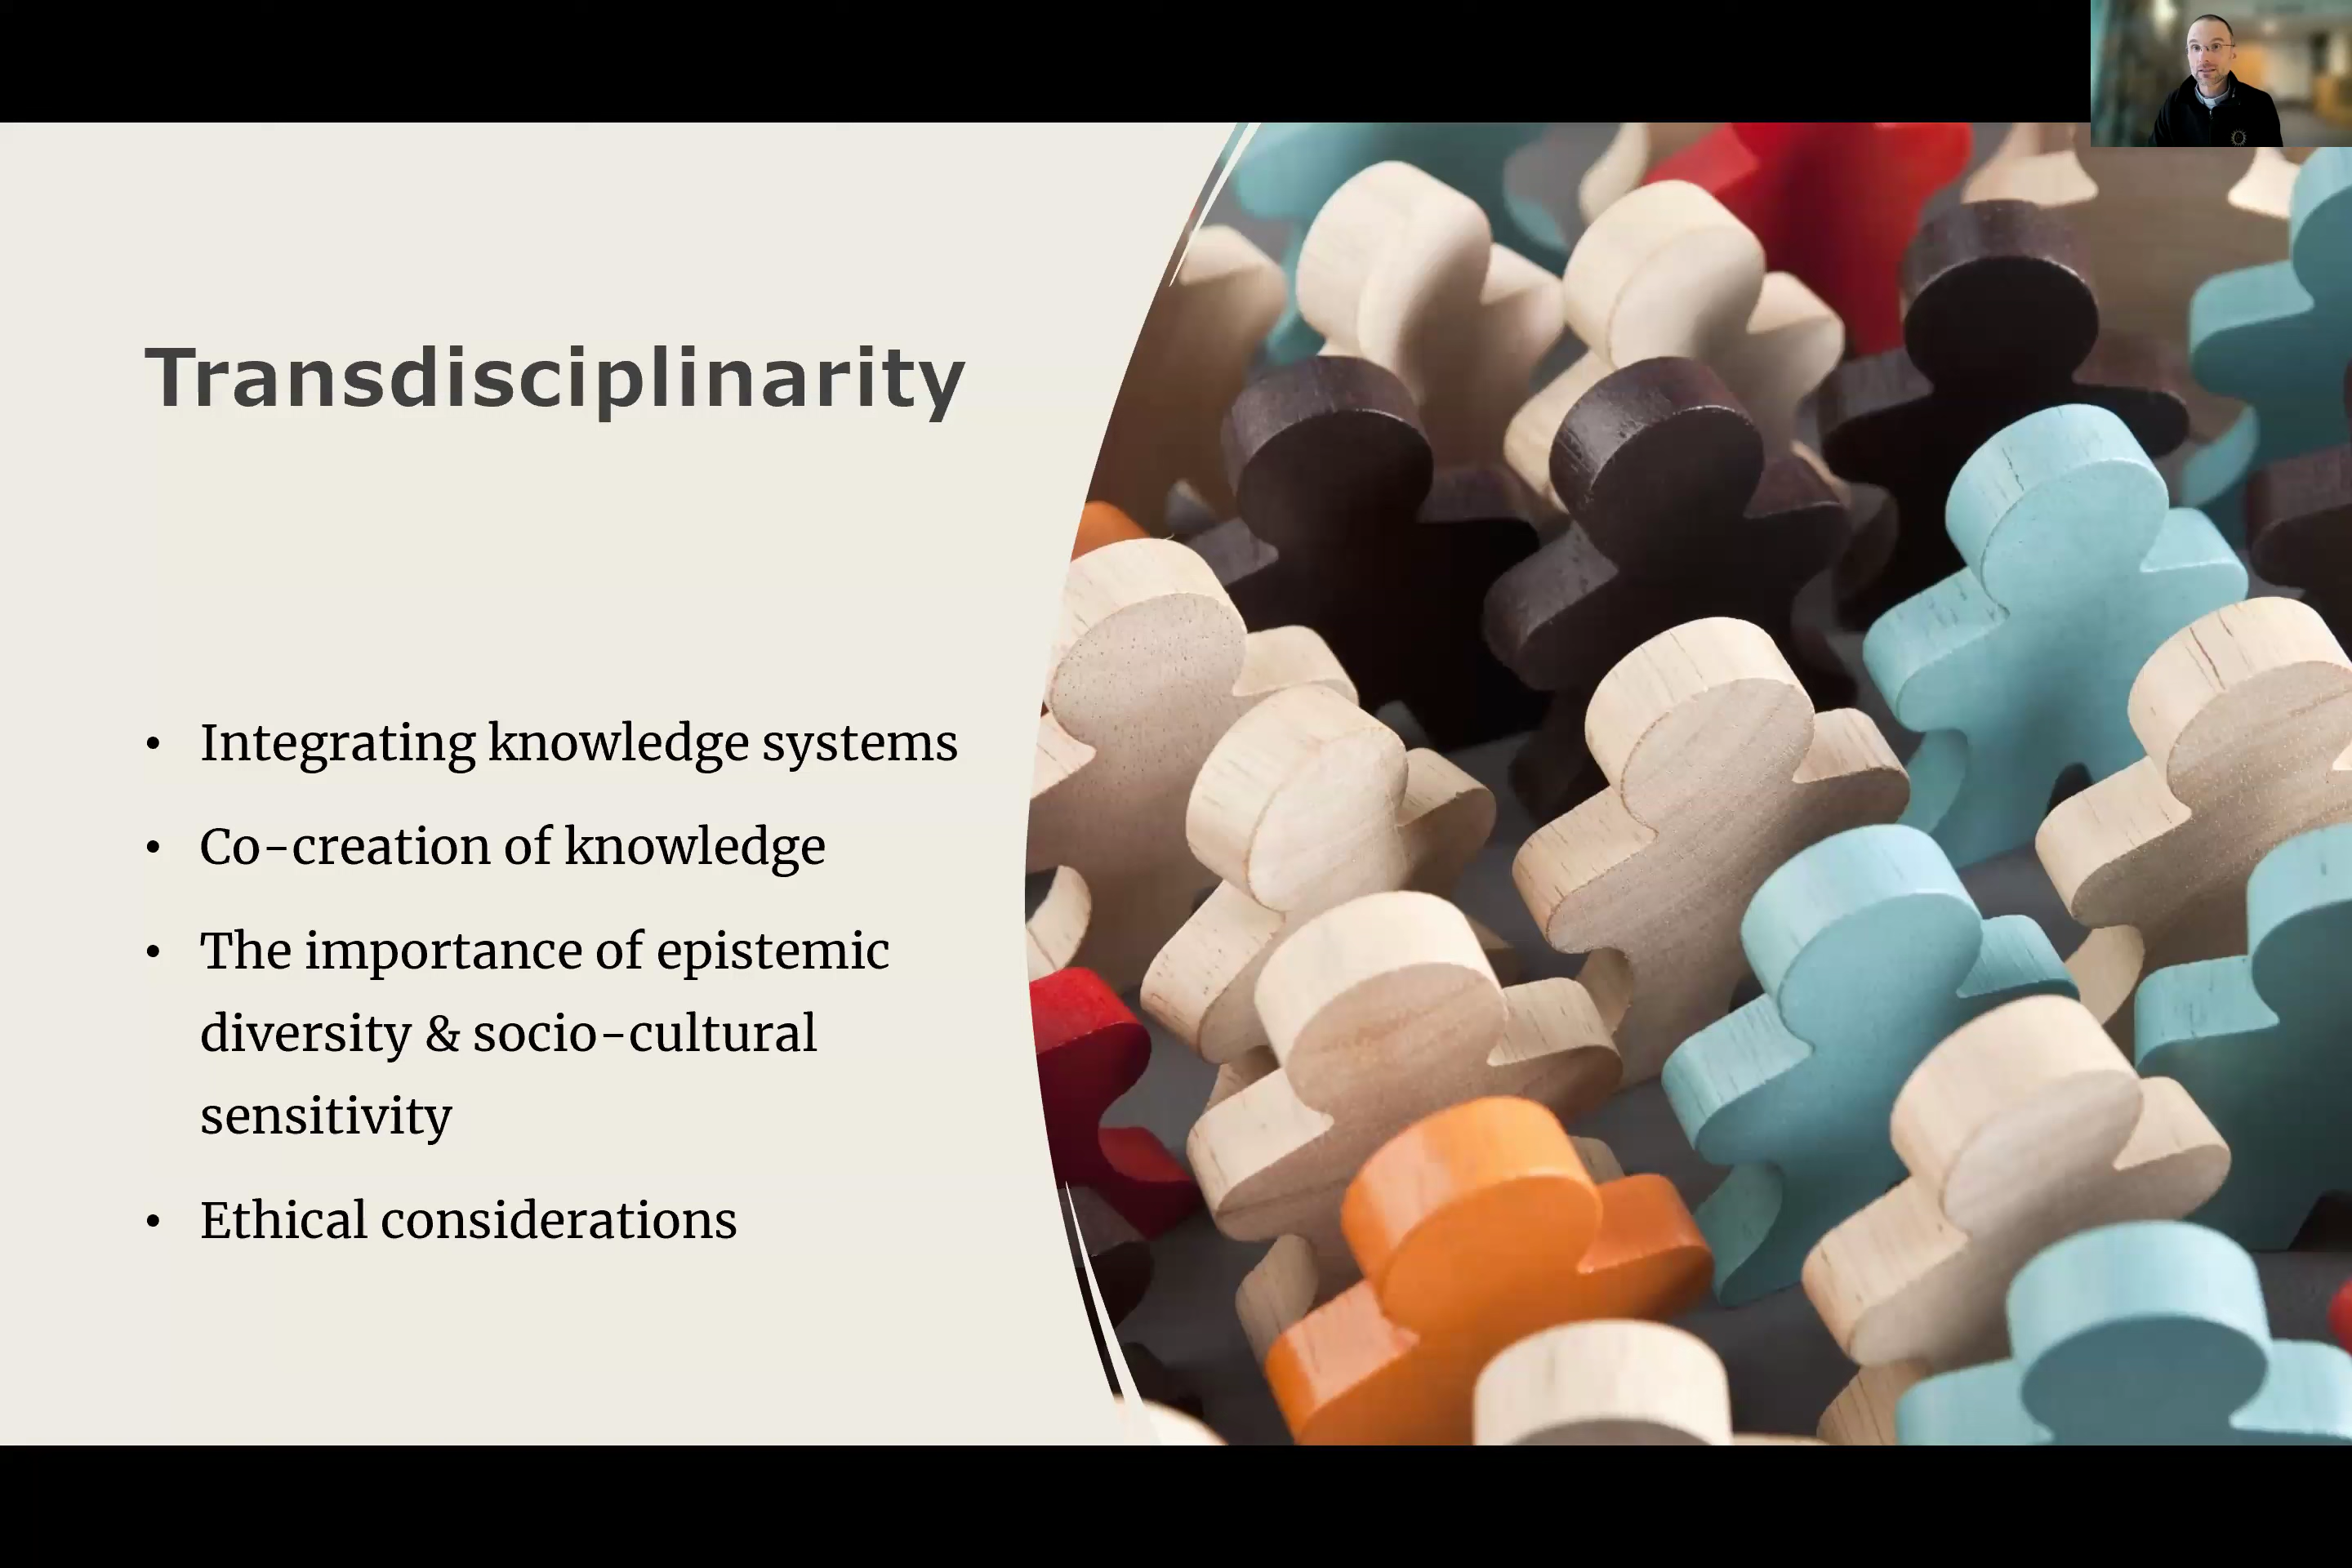 Transdisciplinarity
• Integrating knowledge systems
• Co-creation of knowledge
• The importance of epistemic
diversity & socio-cultural
sensitivity
• Ethical considerations